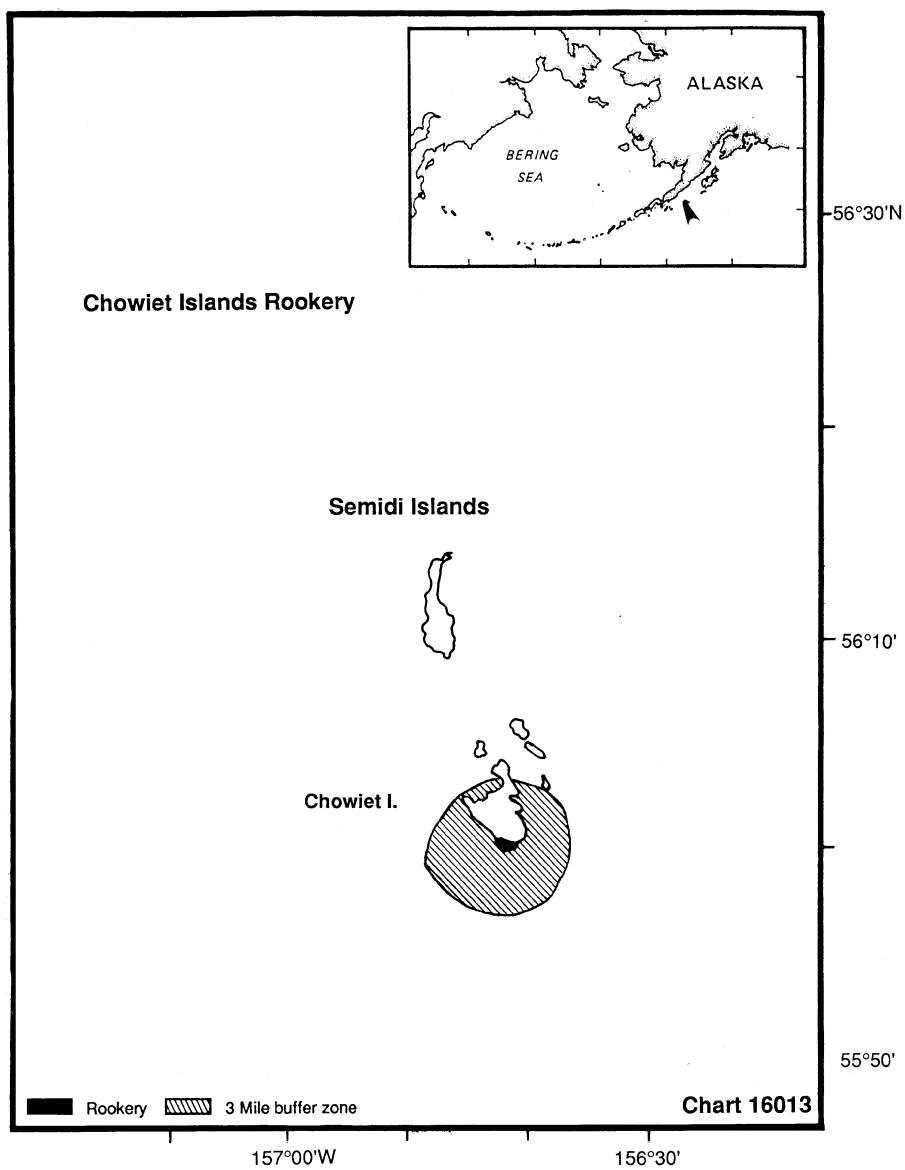 ALASKA
BERING
SEA
56°30'N
Chowiet Islands Rookery
Semidi Islands
56°10'
Chowiet I.
55°50'
Rookery 3 Mile buffer zone Chart 16013
157°00'W 156°30'